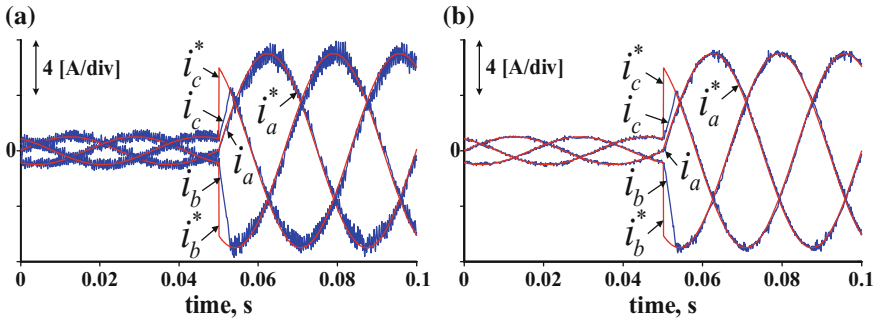 (a)
4 [A/div]
i*c
ic
i*a
0
ia
ib
i*b
0 0.02 0.04 0.06 0.08 0.1
time, s
(b)
4 [A/div]
i*c
ic
i*a
0
ia
ib
i*b
0 0.02 0.04 0.06 0.08 0.1
time, s